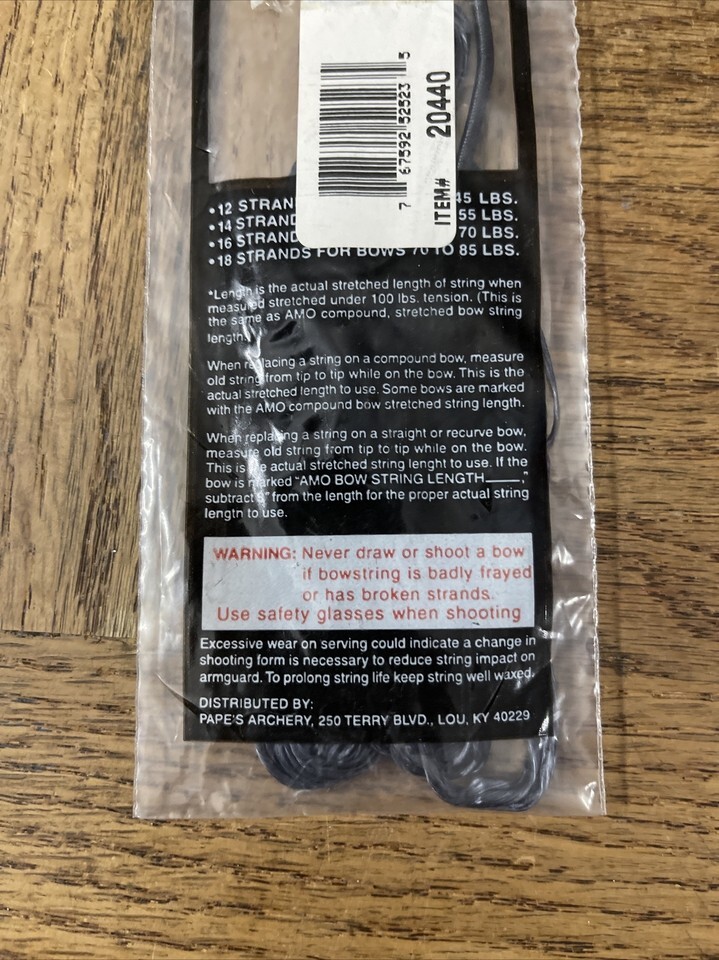 7 67592 52523 5
ITEM# 20440
•12 STRAN 45 LBS.
•14 STRAND 55 LBS.
•16 STRAND 70 LBS.
•18 STRANDS FOR BOWS 70 TO 85 LBS.
*Length is the actual stretched length of string when
measured stretched under 100 lbs. tension. (This is
the same as AMO compound, stretched bow string
length.
When replacing a string on a compound bow, measure
old string from tip to tip while on the bow. This is the
actual stretched length to use. Some bows are marked
with the AMO compound bow stretched string length.
When replacing a string on a straight or recurve bow,
measure old string from tip to tip while on the bow.
This is the actual stretched string lenght to use. If the
bow is marked "AMO BOW STRING LENGTH____,"
subtract from the length for the proper actual string
length to use.
WARNING: Never draw or shoot a bow
if bowstring is badly frayed
or has broken strands.
Use safety glasses when shooting
Excessive wear on serving could indicate a change in
shooting form is necessary to reduce string impact on
armguard. To prolong string life keep string well waxed.
DISTRIBUTED BY:
PAPE'S ARCHERY, 250 TERRY BLVD., LOU, KY 40229